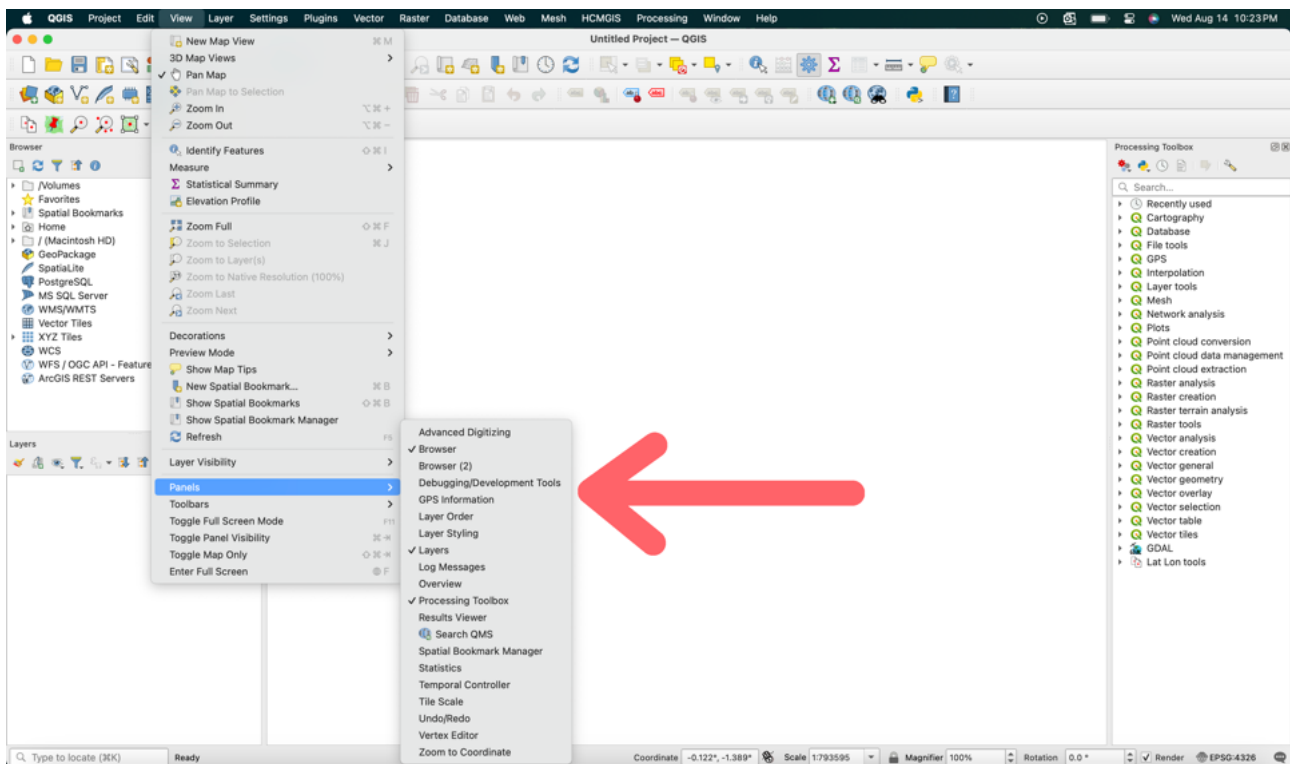 QGIS Project Edit View Layer Settings Plugins Vector Raster Database Web Mesh HCMGIS Processing Window Help Wed Aug 14 10:23 PM
Untitled Project — QGIS
New Map View ⌘ M
3D Map Views
Pan Map
Pan Map to Selection
Zoom In ⌥⌘ +
Zoom Out ⌥⌘ −
Identify Features ⇧⌘ I
Measure
Statistical Summary
Elevation Profile
Zoom Full ⇧⌘ F
Zoom to Selection ⌘ J
Zoom to Layer(s)
Zoom to Native Resolution (100%)
Zoom Last
Zoom Next
Decorations
Preview Mode
Show Map Tips
New Spatial Bookmark... ⌘ B
Show Spatial Bookmarks ⇧⌘ B
Show Spatial Bookmark Manager
Refresh F5
Layer Visibility
Panels
Toolbars
Toggle Full Screen Mode F11
Toggle Panel Visibility
Toggle Map Only
Enter Full Screen F
Advanced Digitizing
Browser
Browser (2)
Debugging/Development Tools
GPS Information
Layer Order
Layer Styling
Layers
Log Messages
Overview
Processing Toolbox
Results Viewer
Search QMS
Spatial Bookmark Manager
Statistics
Temporal Controller
Tile Scale
Undo/Redo
Vertex Editor
Zoom to Coordinate
Browser
/Volumes
Favorites
Spatial Bookmarks
Home
/ (Macintosh HD)
GeoPackage
SpatiaLite
PostgreSQL
MS SQL Server
WMS/WMTS
Vector Tiles
XYZ Tiles
WCS
WFS / OGC API - Feature
ArcGIS REST Servers
Layers
Processing Toolbox
Search...
Recently used
Cartography
Database
File tools
GPS
Interpolation
Layer tools
Mesh
Network analysis
Plots
Point cloud conversion
Point cloud data management
Point cloud extraction
Raster analysis
Raster creation
Raster terrain analysis
Raster tools
Vector analysis
Vector creation
Vector general
Vector geometry
Vector overlay
Vector selection
Vector table
Vector tiles
GDAL
Lat Lon tools
Type to locate (⌘K) Ready Coordinate -0.122°, -1.389° Scale 1:793595 Magnifier 100% Rotation 0.0 ° Render EPSG:4326